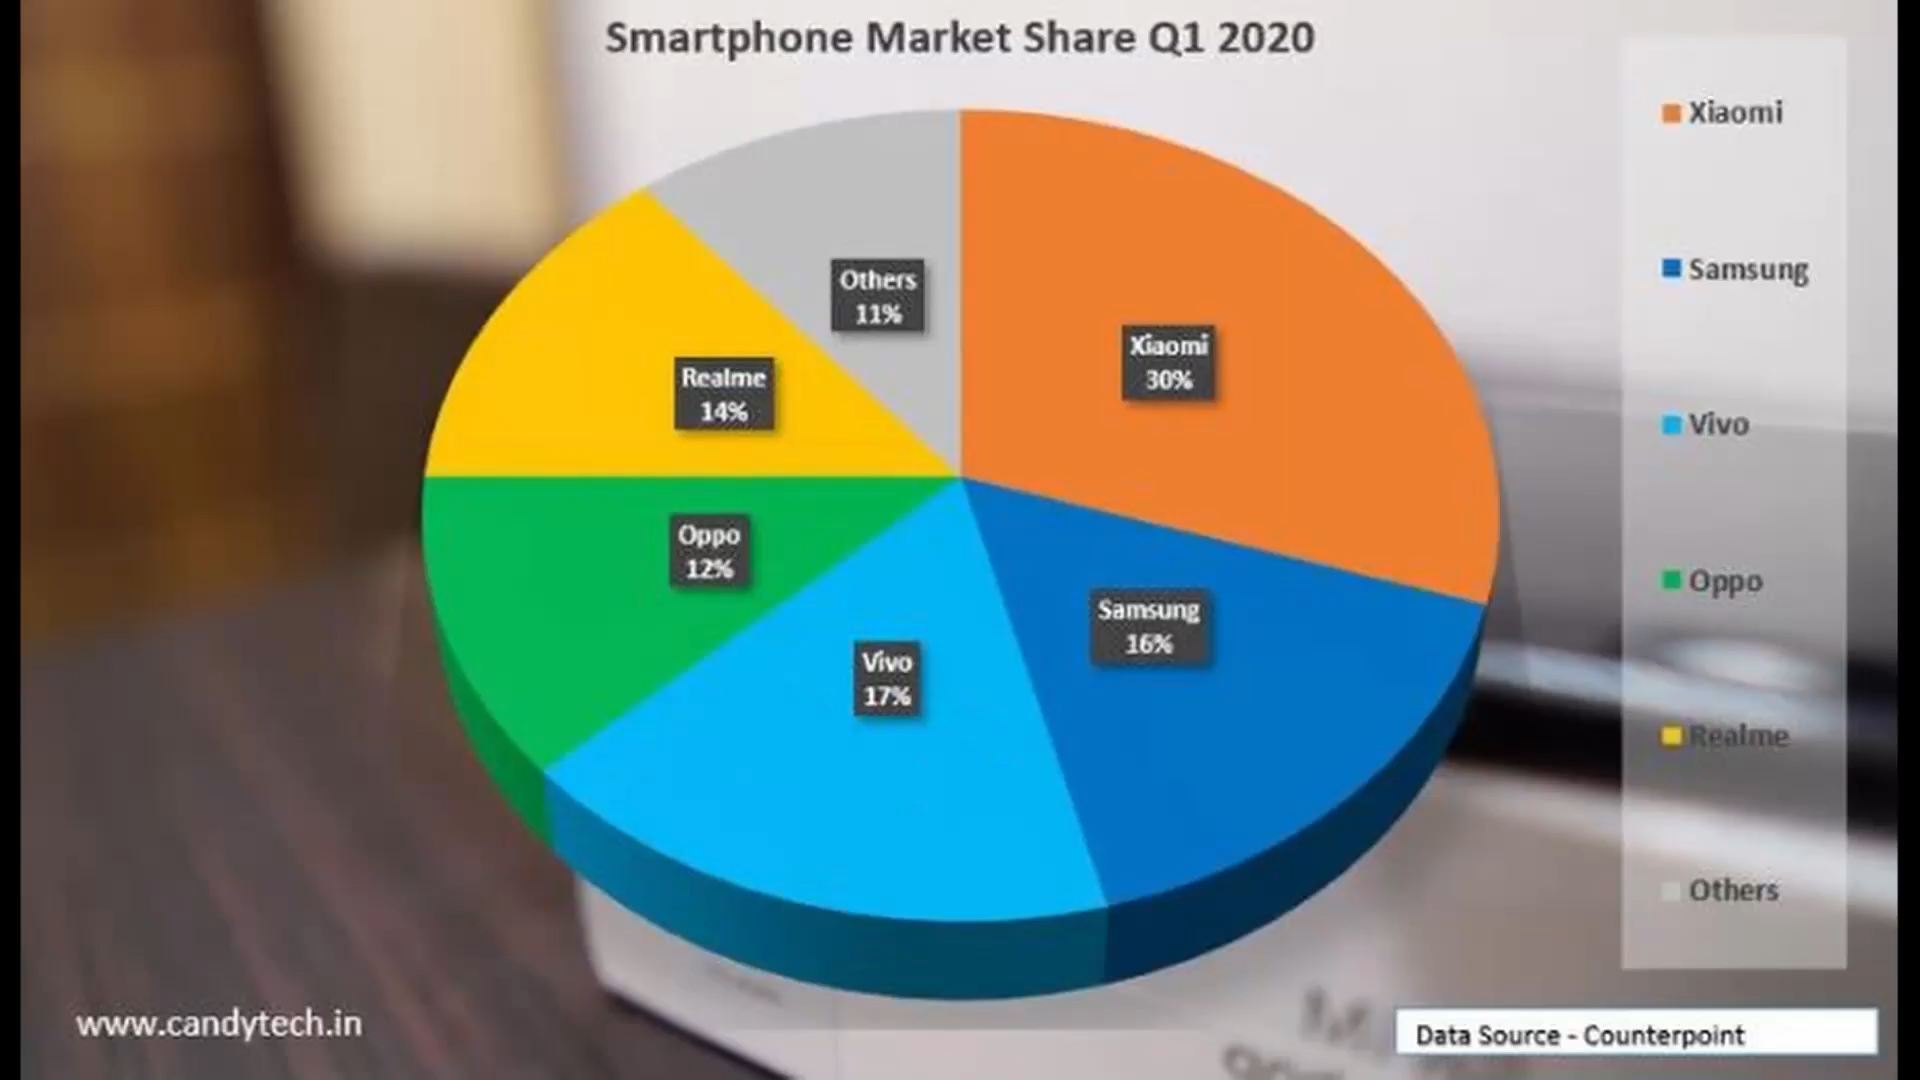 Smartphone Market Share Q1 2020
Others
11%
Xiaomi
30%
Realme
14%
Oppo
12%
Samsung
16%
Vivo
17%
Xiaomi
Samsung
Vivo
Oppo
Realme
Others
www.candytech.in
Data Source - Counterpoint